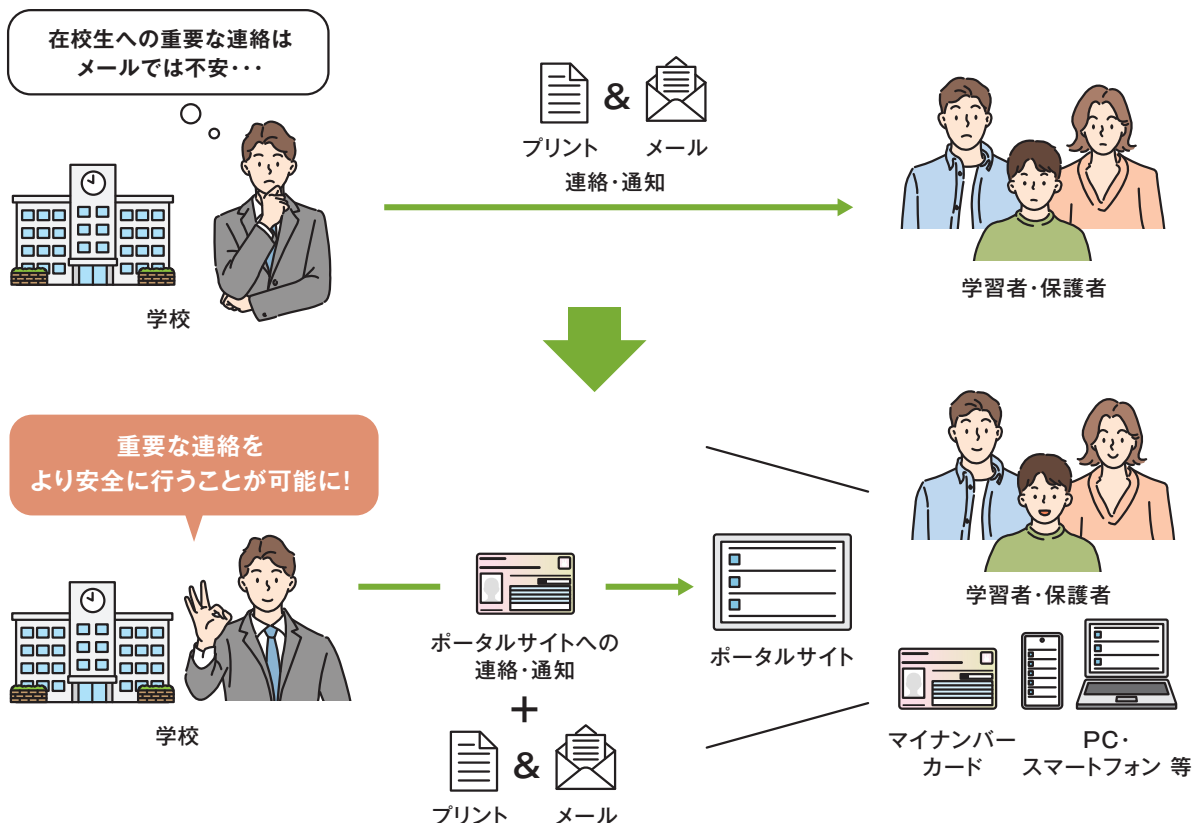 在校生への重要な連絡は
メールでは不安･･･
&
プリント
メール
連絡・通知
学校
学習者・保護者
重要な連絡を
より安全に行うことが可能に！
学校
ポータルサイトへの
連絡・通知
+
&
プリント
メール
ポータルサイト
学習者・保護者
マイナンバー
カード
PC・
スマートフォン 等